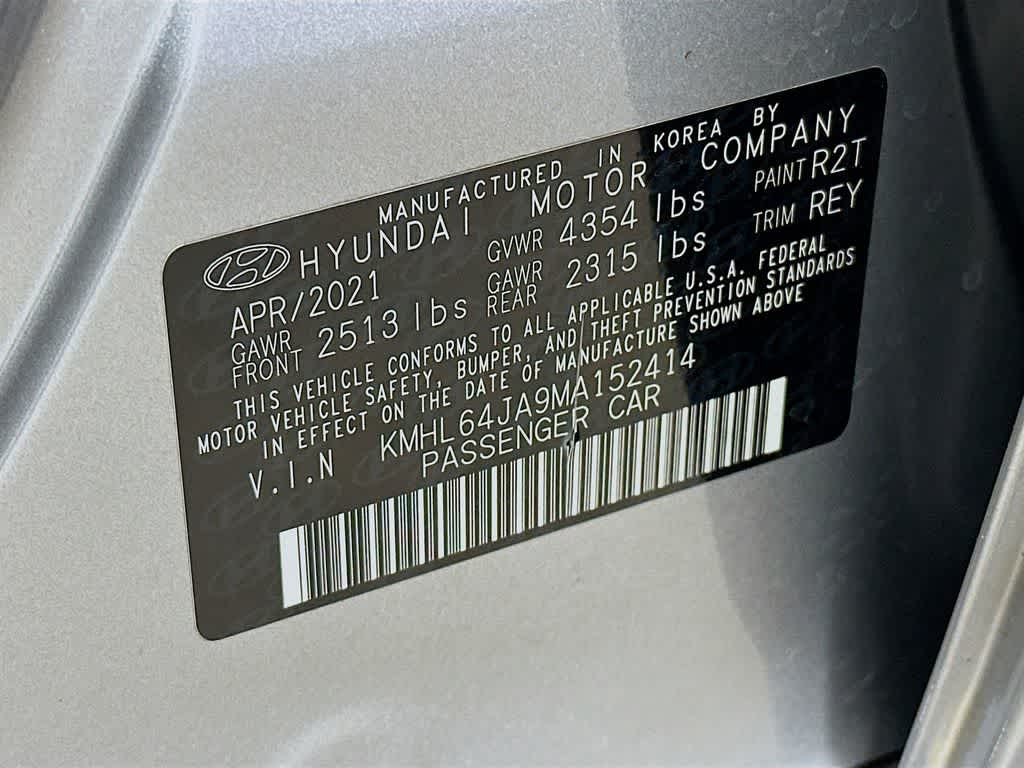 MANUFACTURED IN KOREA BY
HYUNDAI MOTOR COMPANY
APR/2021 GVWR 4354 lbs PAINT R2T
GAWR FRONT 2513 lbs GAWR REAR 2315 lbs TRIM REY
THIS VEHICLE CONFORMS TO ALL APPLICABLE U.S.A. FEDERAL
MOTOR VEHICLE SAFETY, BUMPER, AND THEFT PREVENTION STANDARDS
IN EFFECT ON THE DATE OF MANUFACTURE SHOWN ABOVE
V.I.N KMHL64JA9MA152414
PASSENGER CAR